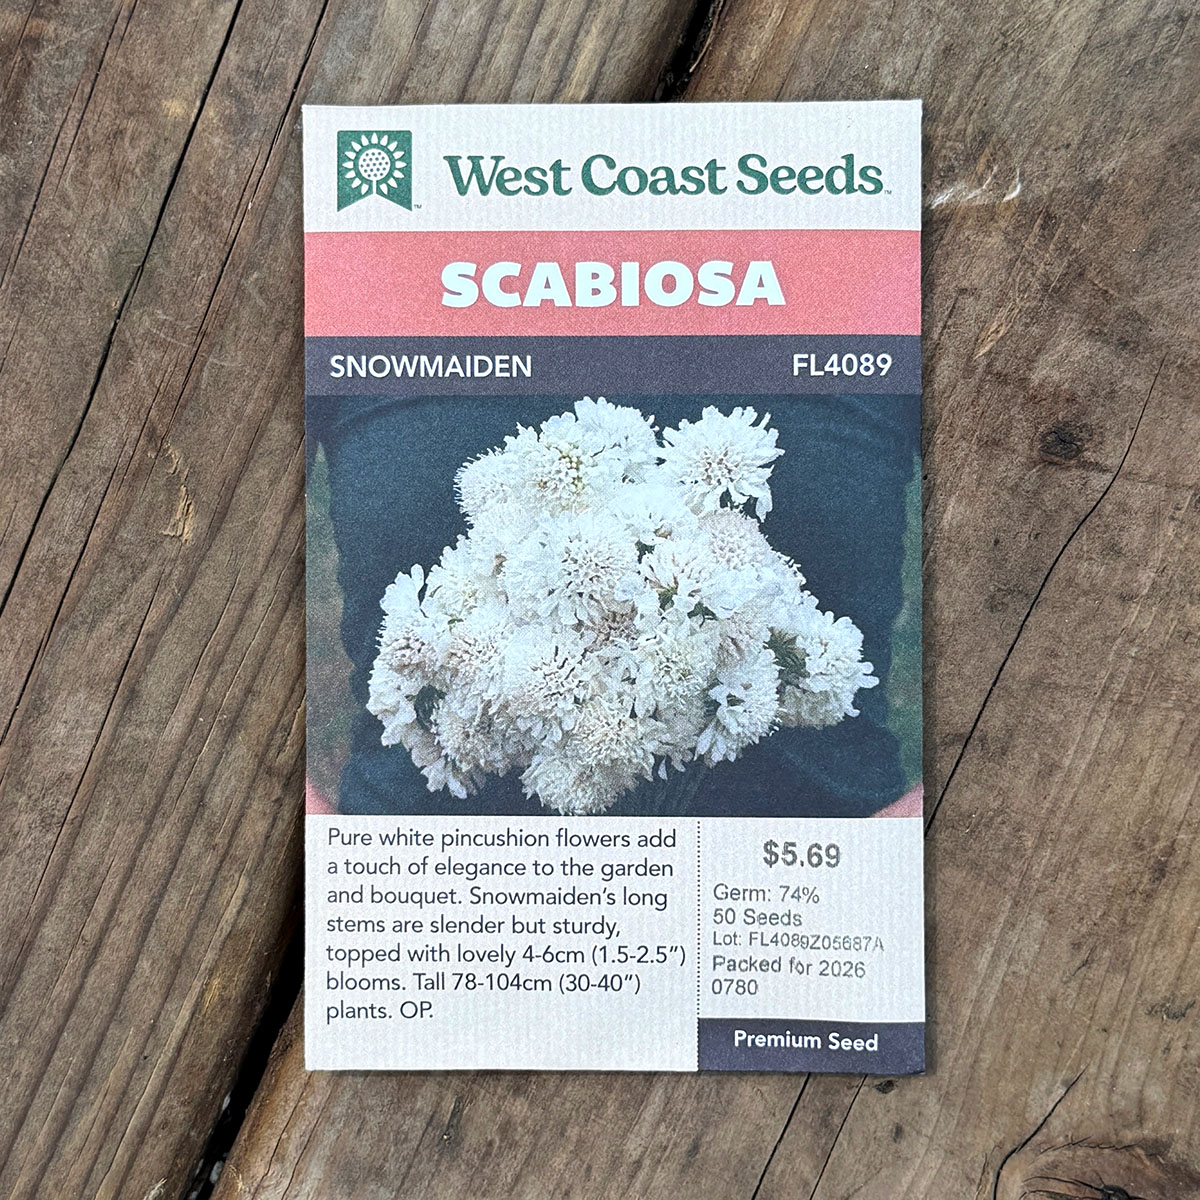 West Coast Seeds™
SCABIOSA
SNOWMAIDEN FL4089
Pure white pincushion flowers add
a touch of elegance to the garden
and bouquet. Snowmaiden's long
stems are slender but sturdy,
topped with lovely 4-6cm (1.5-2.5")
blooms. Tall 78-104cm (30-40")
plants. OP.
$5.69
Germ: 74%
50 Seeds
Lot: FL4089Z05687A
Packed for 2026
0780
Premium Seed